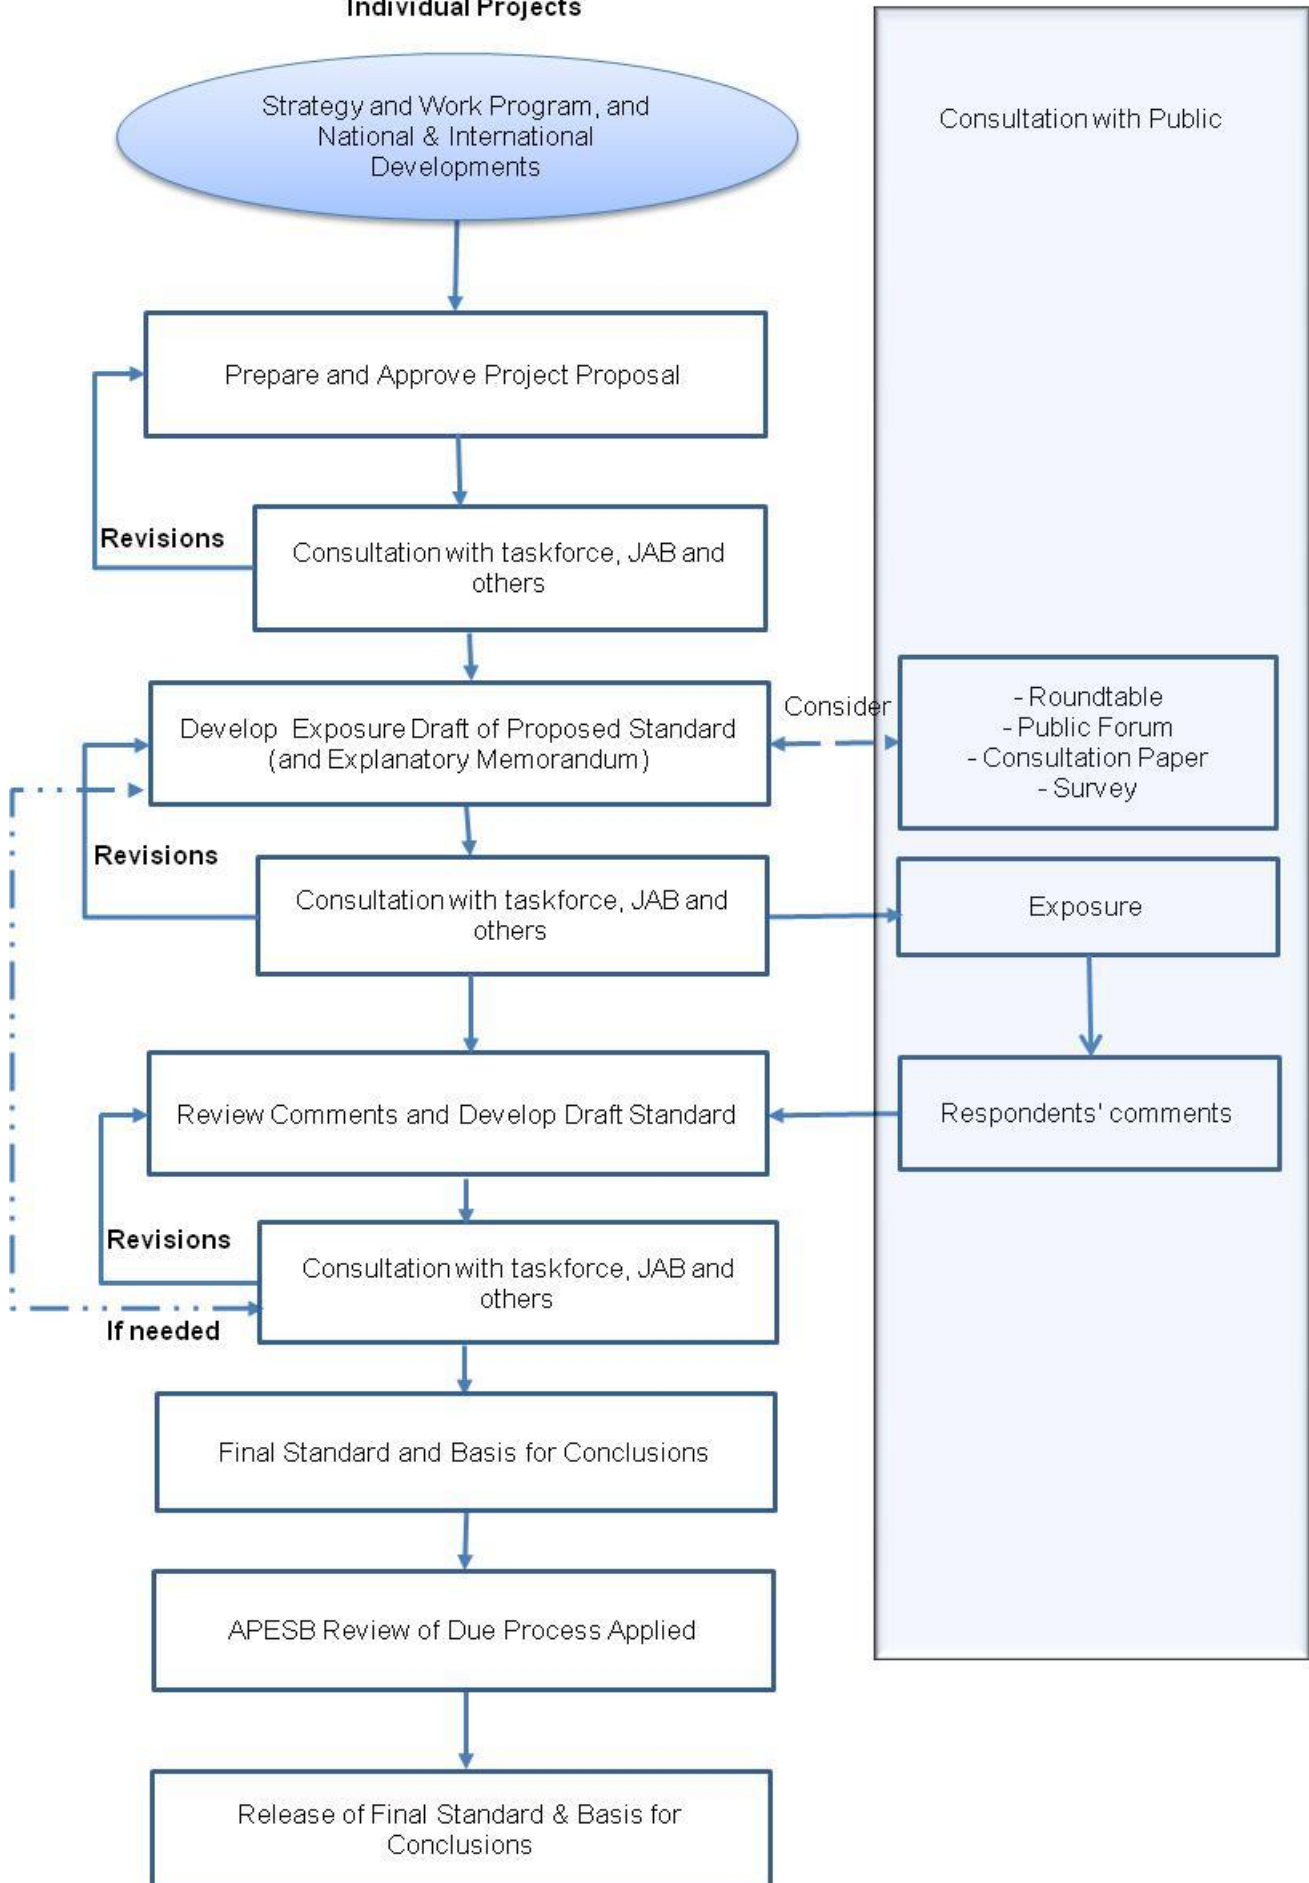 Individual Projects
Strategy and Work Program, and
National & International
Developments
Consultation with Public
Prepare and Approve Project Proposal
Revisions
Consultation with taskforce, JAB and
others
Develop Exposure Draft of Proposed Standard
(and Explanatory Memorandum)
Consider
- Roundtable
- Public Forum
- Consultation Paper
- Survey
Revisions
Consultation with taskforce, JAB and
others
Exposure
Review Comments and Develop Draft Standard
Respondents' comments
Revisions
Consultation with taskforce, JAB and
others
If needed
Final Standard and Basis for Conclusions
APESB Review of Due Process Applied
Release of Final Standard & Basis for
Conclusions